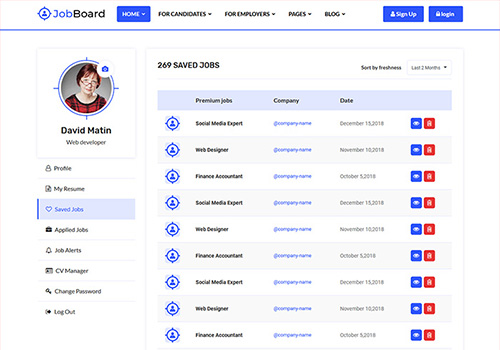 JobBoard HOME FOR CANDIDATES FOR EMPLOYERS PAGES BLOG Sign Up login
269 SAVED JOBS
Sort by freshness Last 2 Months
Premium jobs Company Date
Social Media Expert @company-name December 15,2018
David Matin
Web developer
Web Designer @company-name November 10,2018
Profile
Finance Accountant @company-name October 5,2018
My Resume
Saved Jobs
Social Media Expert @company-name December 15,2018
Applied Jobs
Web Designer @company-name November 10,2018
Job Alerts
Finance Accountant @company-name October 5,2018
CV Manager
Social Media Expert @company-name December 15,2018
Change Password
Web Designer @company-name November 10,2018
Log Out
Finance Accountant @company-name October 5,2018